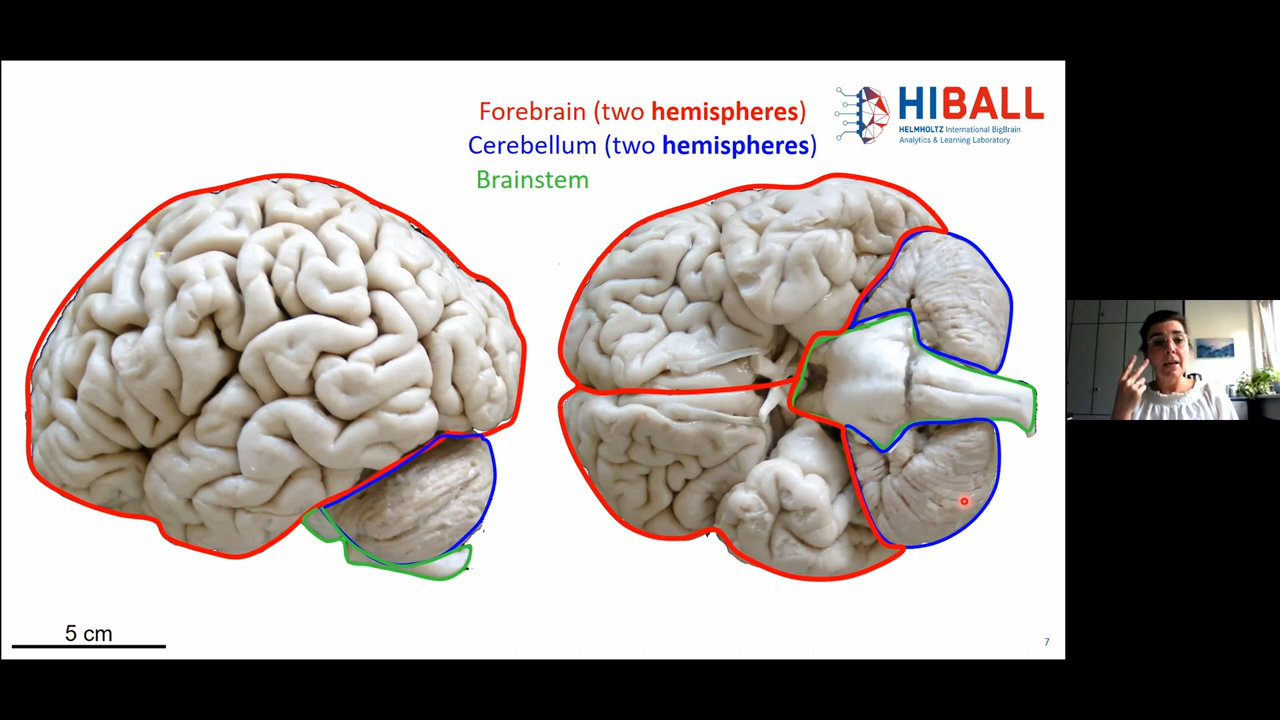 Forebrain (two hemispheres)
Cerebellum (two hemispheres)
Brainstem
HIBALL
HELMHOLTZ International BigBrain
Analytics & Learning Laboratory
5 cm
7